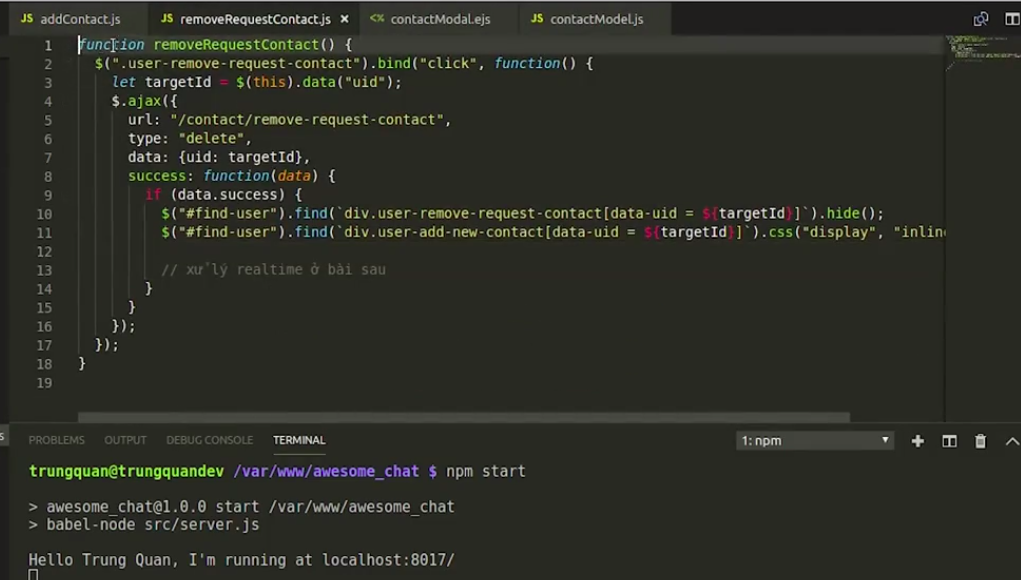 JS addContact.js JS removeRequestContact.js × <% contactModal.ejs JS contactModel.js
1 function removeRequestContact() {
2 $(".user-remove-request-contact").bind("click", function() {
3 let targetId = $(this).data("uid");
4 $.ajax({
5 url: "/contact/remove-request-contact",
6 type: "delete",
7 data: {uid: targetId},
8 success: function(data) {
9 if (data.success) {
10 $("#find-user").find(`div.user-remove-request-contact[data-uid = ${targetId}]`).hide();
11 $("#find-user").find(`div.user-add-new-contact[data-uid = ${targetId}]`).css("display", "inline
12
13 // xử lý realtime ở bài sau
14 }
15 }
16 });
17 });
18 }
19
PROBLEMS OUTPUT DEBUG CONSOLE TERMINAL 1: npm
trungquan@trungquandev /var/www/awesome_chat $ npm start
> awesome_chat@1.0.0 start /var/www/awesome_chat
> babel-node src/server.js
Hello Trung Quan, I'm running at localhost:8017/